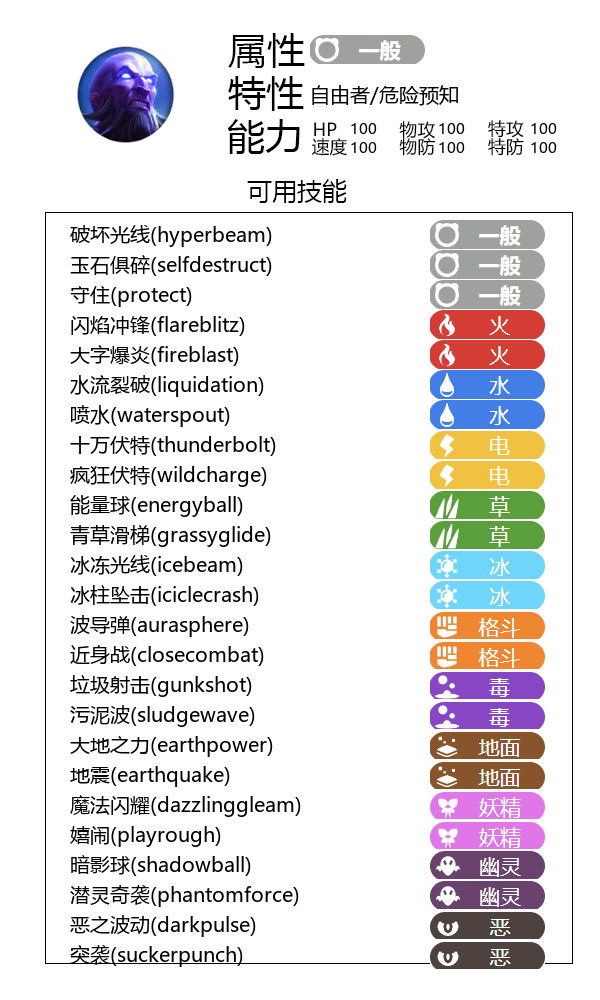 属性 一般
特性 自由者/危险预知
能力 HP 100 物攻 100 特攻 100
速度 100 物防 100 特防 100
可用技能
破坏光线(hyperbeam) 一般
玉石俱碎(selfdestruct) 一般
守住(protect) 一般
闪焰冲锋(flareblitz) 火
大字爆炎(fireblast) 火
水流裂破(liquidation) 水
喷水(waterspout) 水
十万伏特(thunderbolt) 电
疯狂伏特(wildcharge) 电
能量球(energyball) 草
青草滑梯(grassyglide) 草
冰冻光线(icebeam) 冰
冰柱坠击(iciclecrash) 冰
波导弹(aurasphere) 格斗
近身战(closecombat) 格斗
垃圾射击(gunkshot) 毒
污泥波(sludgewave) 毒
大地之力(earthpower) 地面
地震(earthquake) 地面
魔法闪耀(dazzlinggleam) 妖精
嬉闹(playrough) 妖精
暗影球(shadowball) 幽灵
潜灵奇袭(phantomforce) 幽灵
恶之波动(darkpulse) 恶
突袭(suckerpunch) 恶